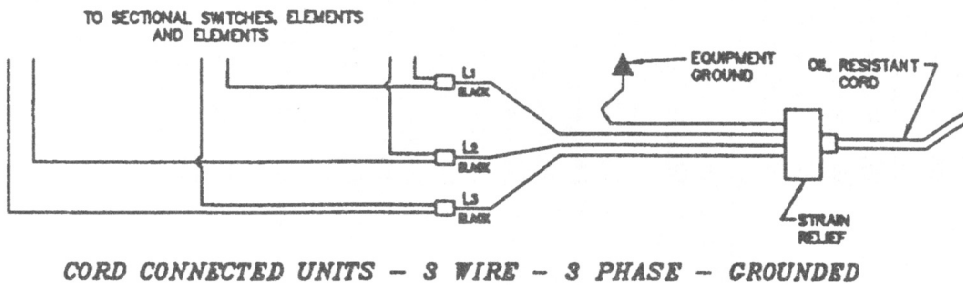 TO SECTIONAL SWITCHES, ELEMENTS
AND ELEMENTS
L1
BLACK
EQUIPMENT
GROUND
OIL RESISTANT
CORD
L2
BLACK
L3
BLACK
STRAIN
RELIEF
CORD CONNECTED UNITS - 3 WIRE - 3 PHASE - GROUNDED